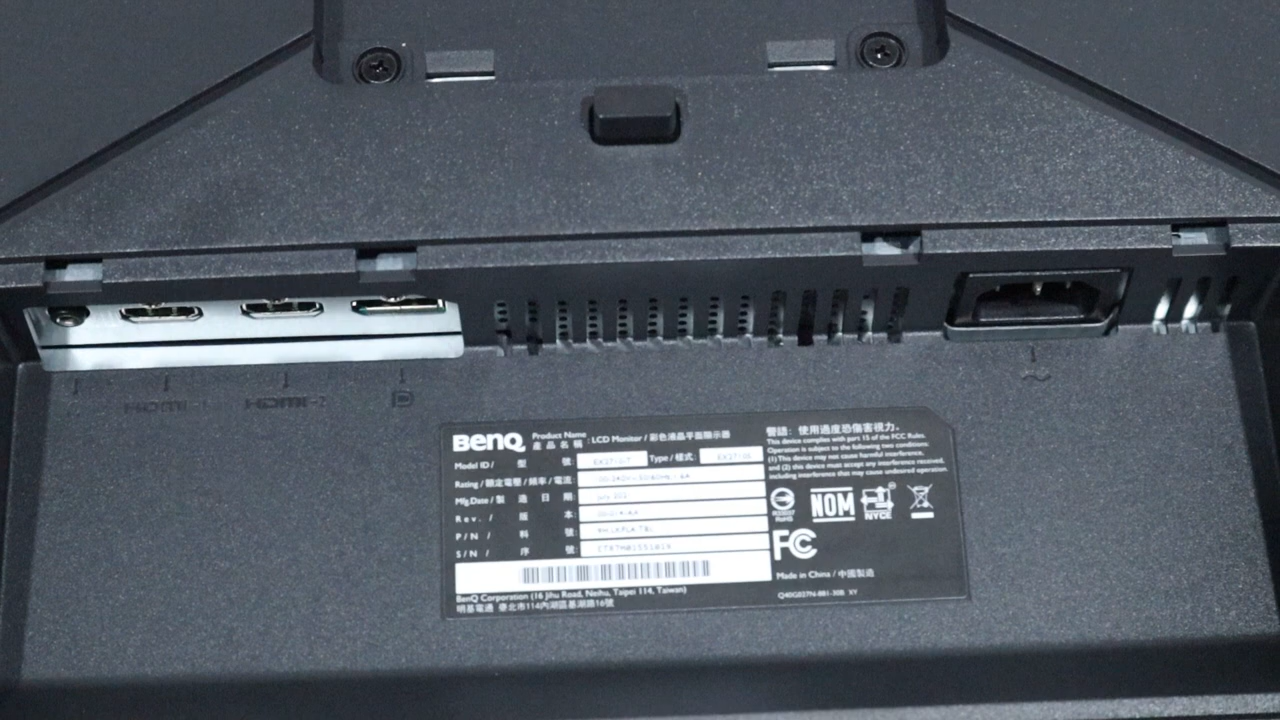 HDMI-1
HDMI-2
BenQ
Product Name
產品名稱 : LCD Monitor / 彩色液晶平面顯示器
Model ID / 型號:
Type / 樣式:
Rating / 額定電壓 / 頻率 / 電流:
Mfg.Date / 製造日期:
Rev. / 版本:
P/N / 料號:
S/N / 序號:
BenQ Corporation (16 Jihu Road, Neihu, Taipei 114, Taiwan)
明基電通 臺北市114內湖區基湖路16號
警語: 使用過度恐傷害視力。
This device complies with part 15 of the FCC Rules.
Operation is subject to the following two conditions:
(1) This device may not cause harmful interference,
and (2) this device must accept any interference received,
including interference that may cause undesired operation.
RoHS
NOM
NYCE
FC
Made in China / 中國製造
XY